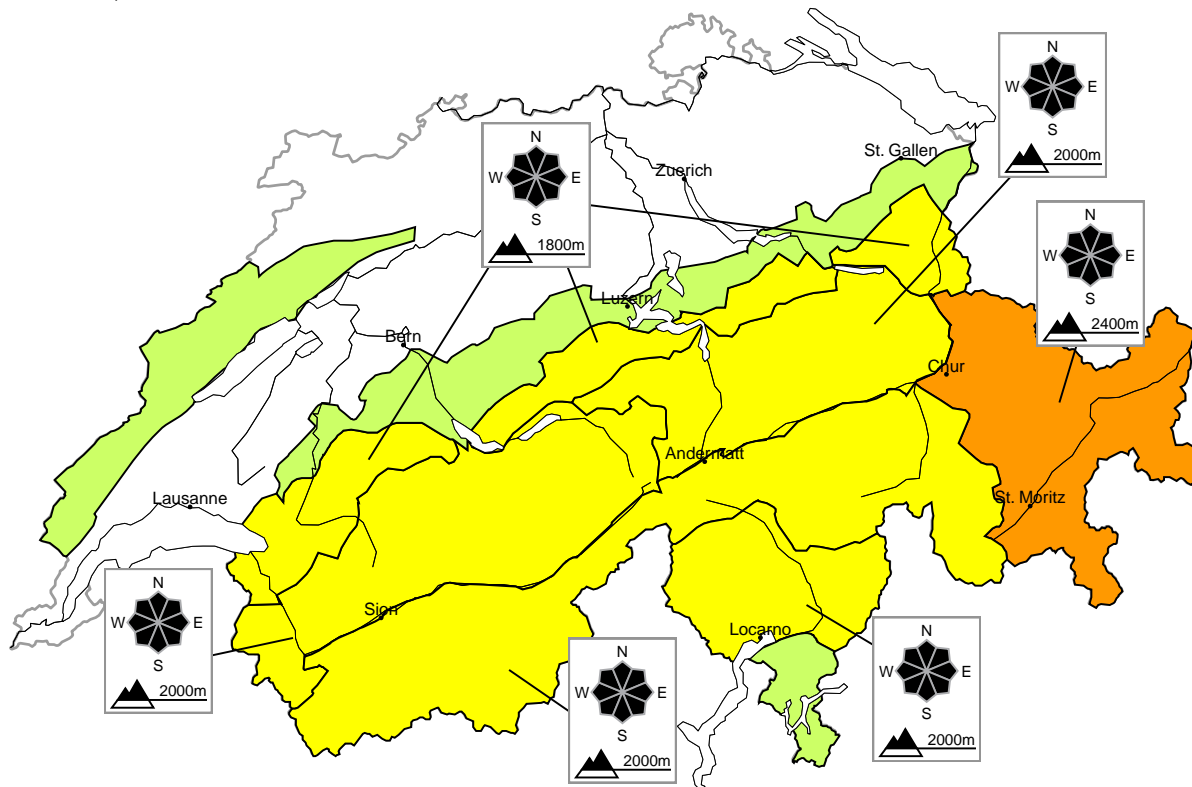 N
W E
S
2000m
N
W E
S
1800m
St. Gallen
Zuerich
N
W E
S
2400m
Luzern
Bern
Chur
Andermatt
Lausanne
St. Moritz
N
W E
S
2000m
Sion
Locarno
N
W E
S
2000m
N
W E
S
2000m